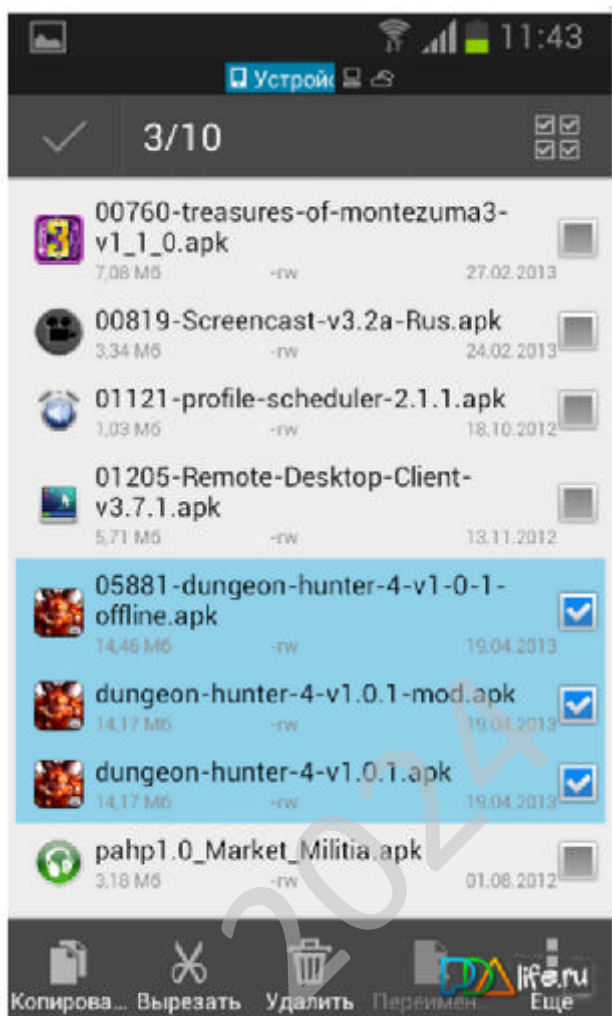 11:43
Устройс
3/10
00760-treasures-of-montezuma3-
v1_1_0.apk
7,08 Мб -rw 27.02.2013
00819-Screencast-v3.2a-Rus.apk
3,34 Мб -rw 24.02.2013
01121-profile-scheduler-2.1.1.apk
1,03 Мб -rw 18.10.2012
01205-Remote-Desktop-Client-
v3.7.1.apk
5,71 Мб -rw 13.11.2012
05881-dungeon-hunter-4-v1-0-1-
offline.apk
14,46 Мб -rw 19.04.2013
dungeon-hunter-4-v1.0.1-mod.apk
14,17 Мб -rw 19.04.2013
dungeon-hunter-4-v1.0.1.apk
14,17 Мб -rw 19.04.2013
pahp1.0_Market_Militia.apk
3,18 Мб -rw 01.08.2012
2024
PDAlife.ru
Копирова... Вырезать Удалить Переимен... Еще